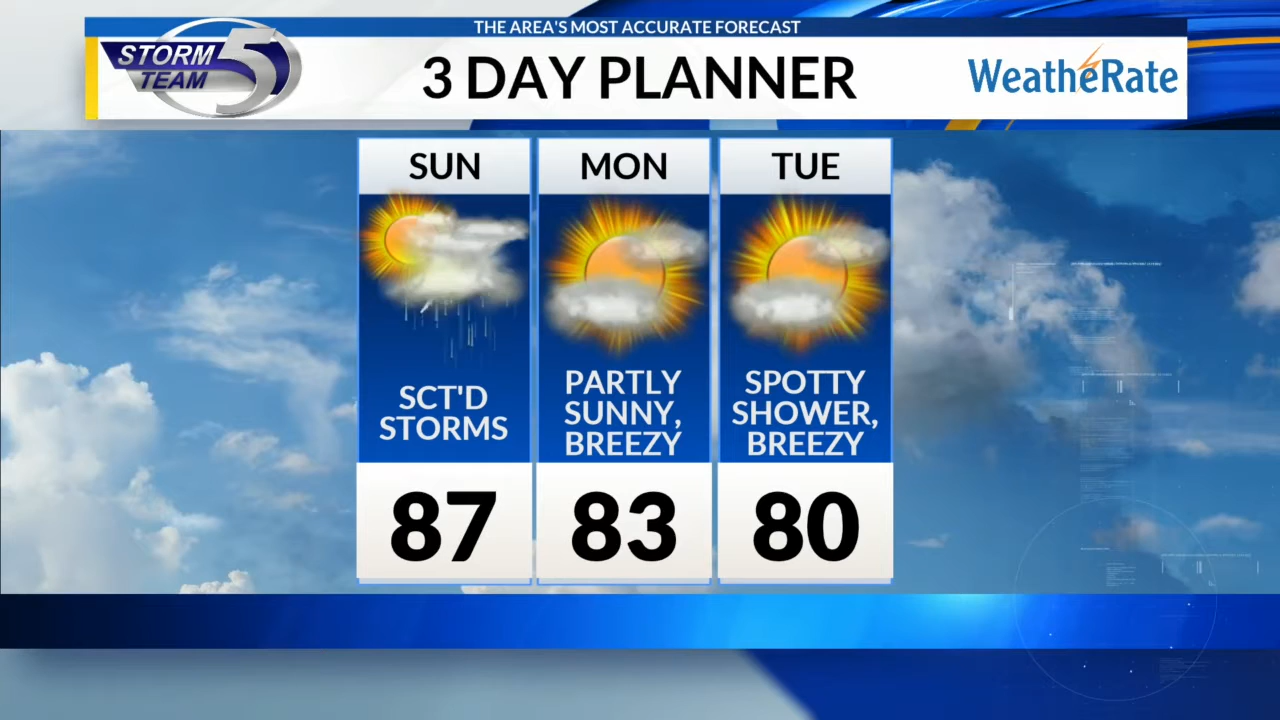 THE AREA'S MOST ACCURATE FORECAST
STORM
TEAM
5
3 DAY PLANNER
WeatheRate
SUN
MON
TUE
SCT'D
STORMS
PARTLY
SUNNY,
BREEZY
SPOTTY
SHOWER,
BREEZY
87
83
80